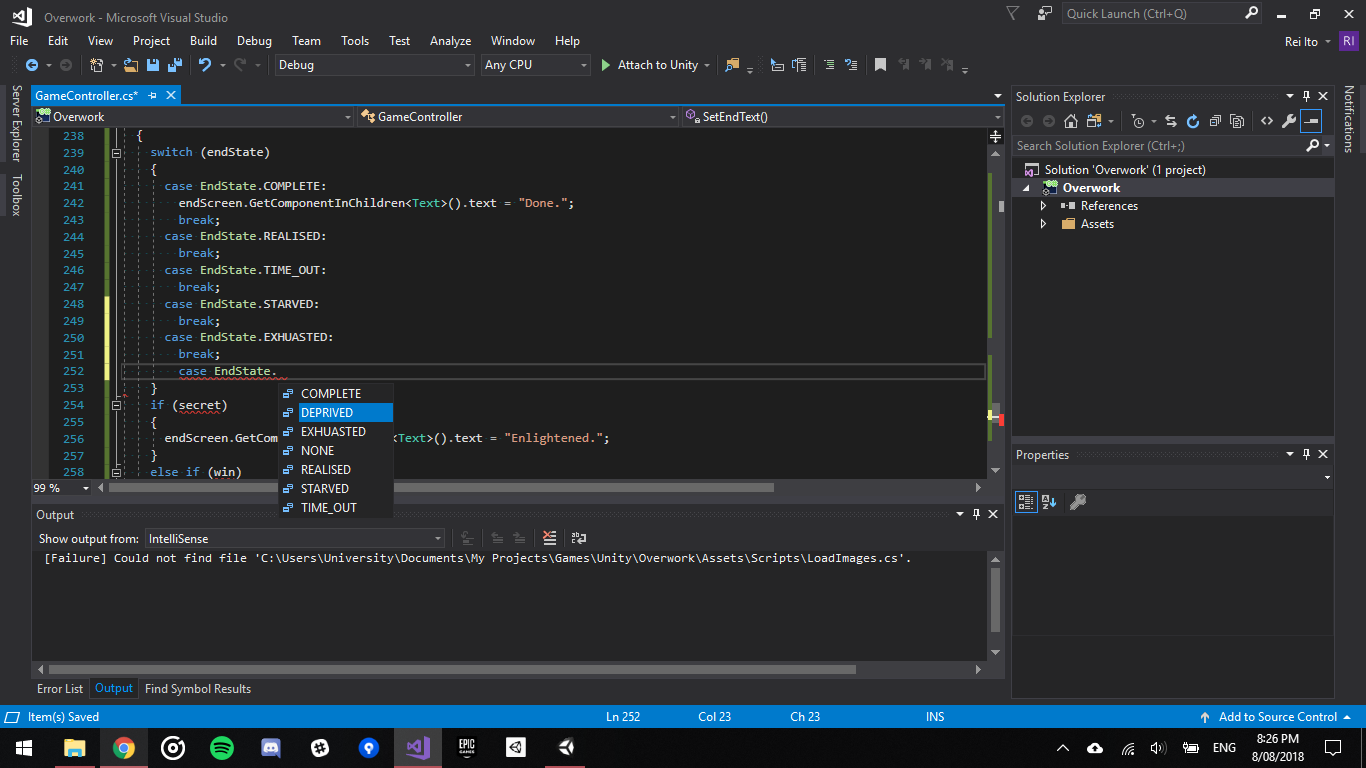 Overwork - Microsoft Visual Studio
Quick Launch (Ctrl+Q)
File Edit View Project Build Debug Team Tools Test Analyze Window Help
Rei Ito RI
Debug Any CPU Attach to Unity
Server Explorer
Toolbox
GameController.cs*
Overwork GameController SetEndText()
238 {
239 switch (endState)
240 {
241 case EndState.COMPLETE:
242 endScreen.GetComponentInChildren<Text>().text = "Done.";
243 break;
244 case EndState.REALISED:
245 break;
246 case EndState.TIME_OUT:
247 break;
248 case EndState.STARVED:
249 break;
250 case EndState.EXHUASTED:
251 break;
252 case EndState.
253 }
254 if (secret)
255 {
256 endScreen.GetCom <Text>().text = "Enlightened.";
257 }
258 else if (win)
COMPLETE
DEPRIVED
EXHUASTED
NONE
REALISED
STARVED
TIME_OUT
99 %
Output
Show output from: IntelliSense
[Failure] Could not find file 'C:\Users\University\Documents\My Projects\Games\Unity\Overwork\Assets\Scripts\LoadImages.cs'.
Error List Output Find Symbol Results
Solution Explorer
Search Solution Explorer (Ctrl+;)
Solution 'Overwork' (1 project)
Overwork
References
Assets
Properties
Notifications
Item(s) Saved Ln 252 Col 23 Ch 23 INS Add to Source Control
EPIC GAMES
ENG
8:26 PM
8/08/2018